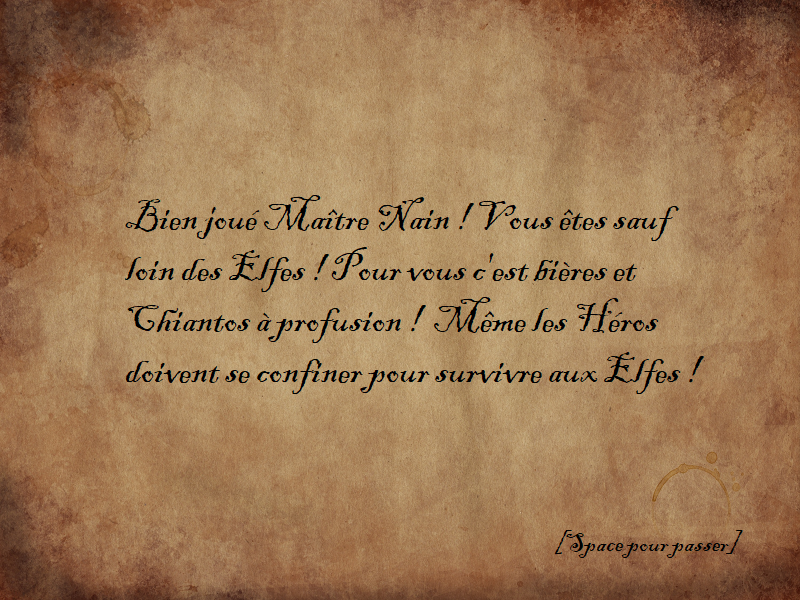 Bien joué Maître Nain ! Vous êtes sauf
loin des Elfes ! Pour vous c'est bières et
Chiantos à profusion ! Même les Héros
doivent se confiner pour survivre aux Elfes !
[Space pour passer]